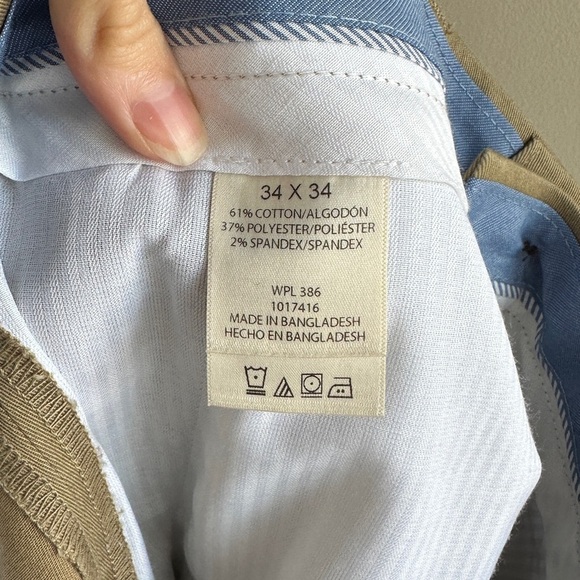 34 X 34
61% COTTON/ALGODÓN
37% POLYESTER/POLIÉSTER
2% SPANDEX/SPANDEX
WPL 386
1017416
MADE IN BANGLADESH
HECHO EN BANGLADESH